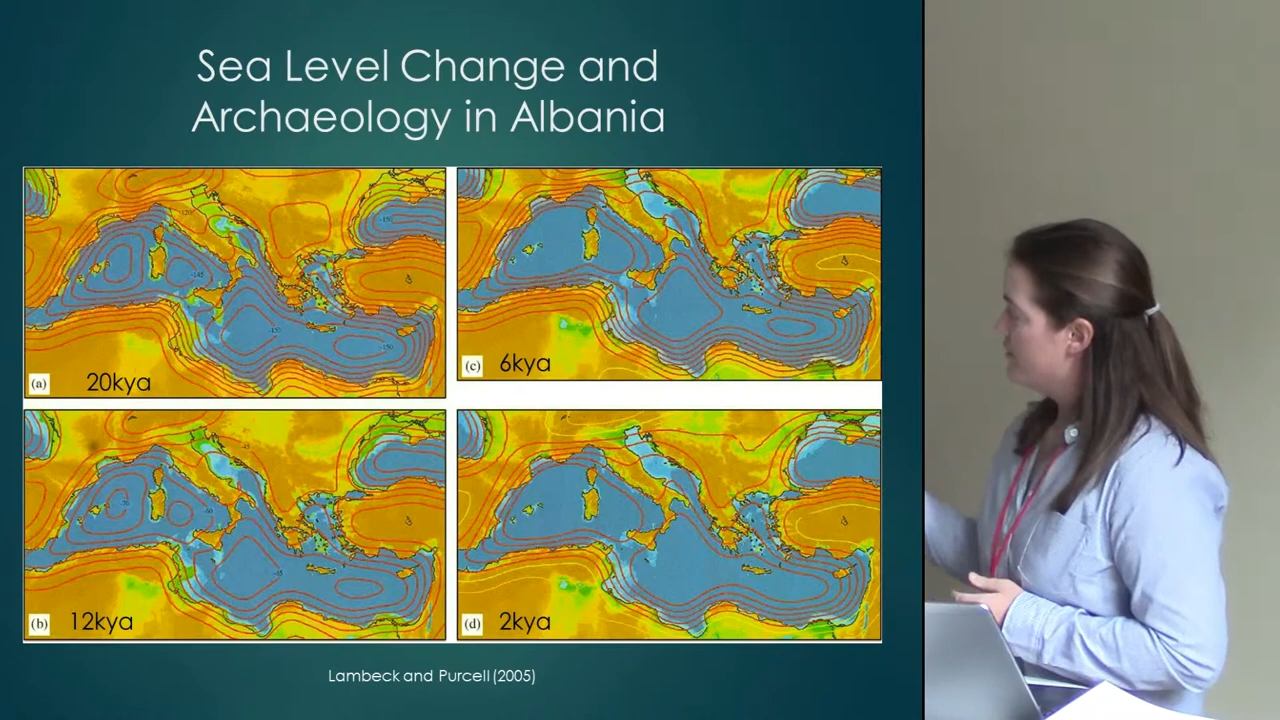 Sea Level Change and
Archaeology in Albania
(a) 20kya
(c) 6kya
(b) 12kya
(d) 2kya
Lambeck and Purcell (2005)